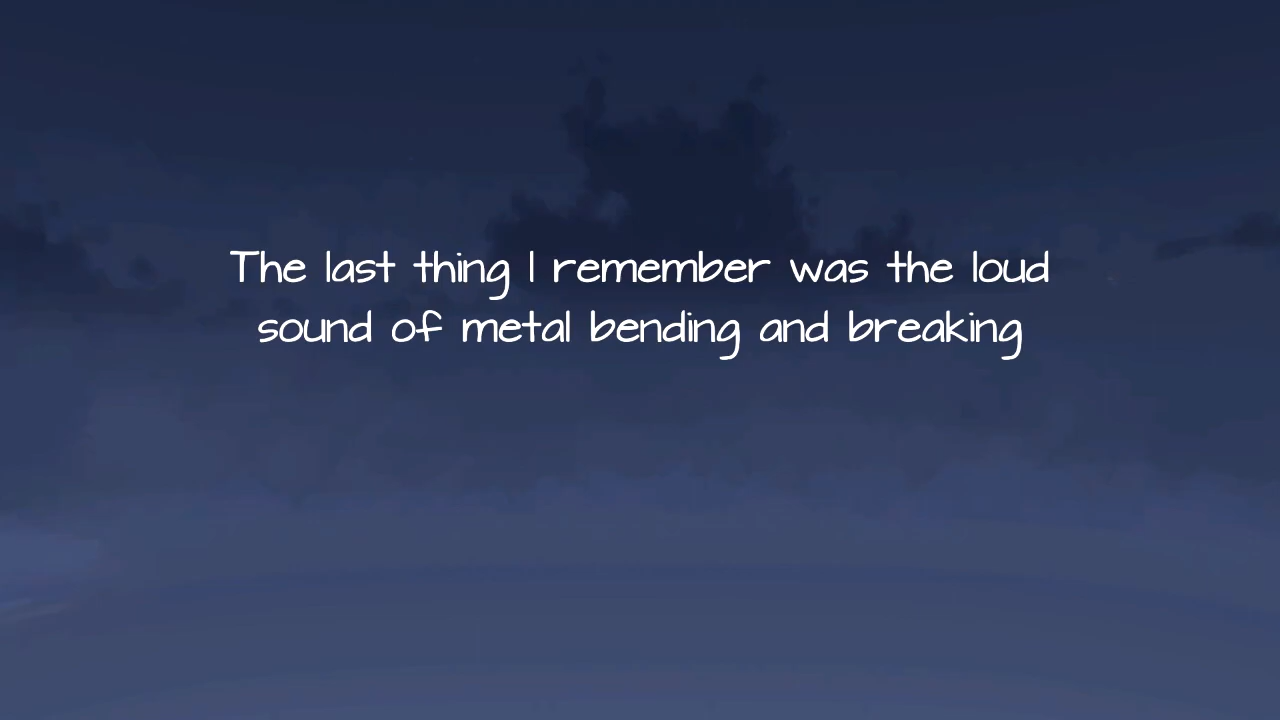 The last thing I remember was the loud
sound of metal bending and breaking